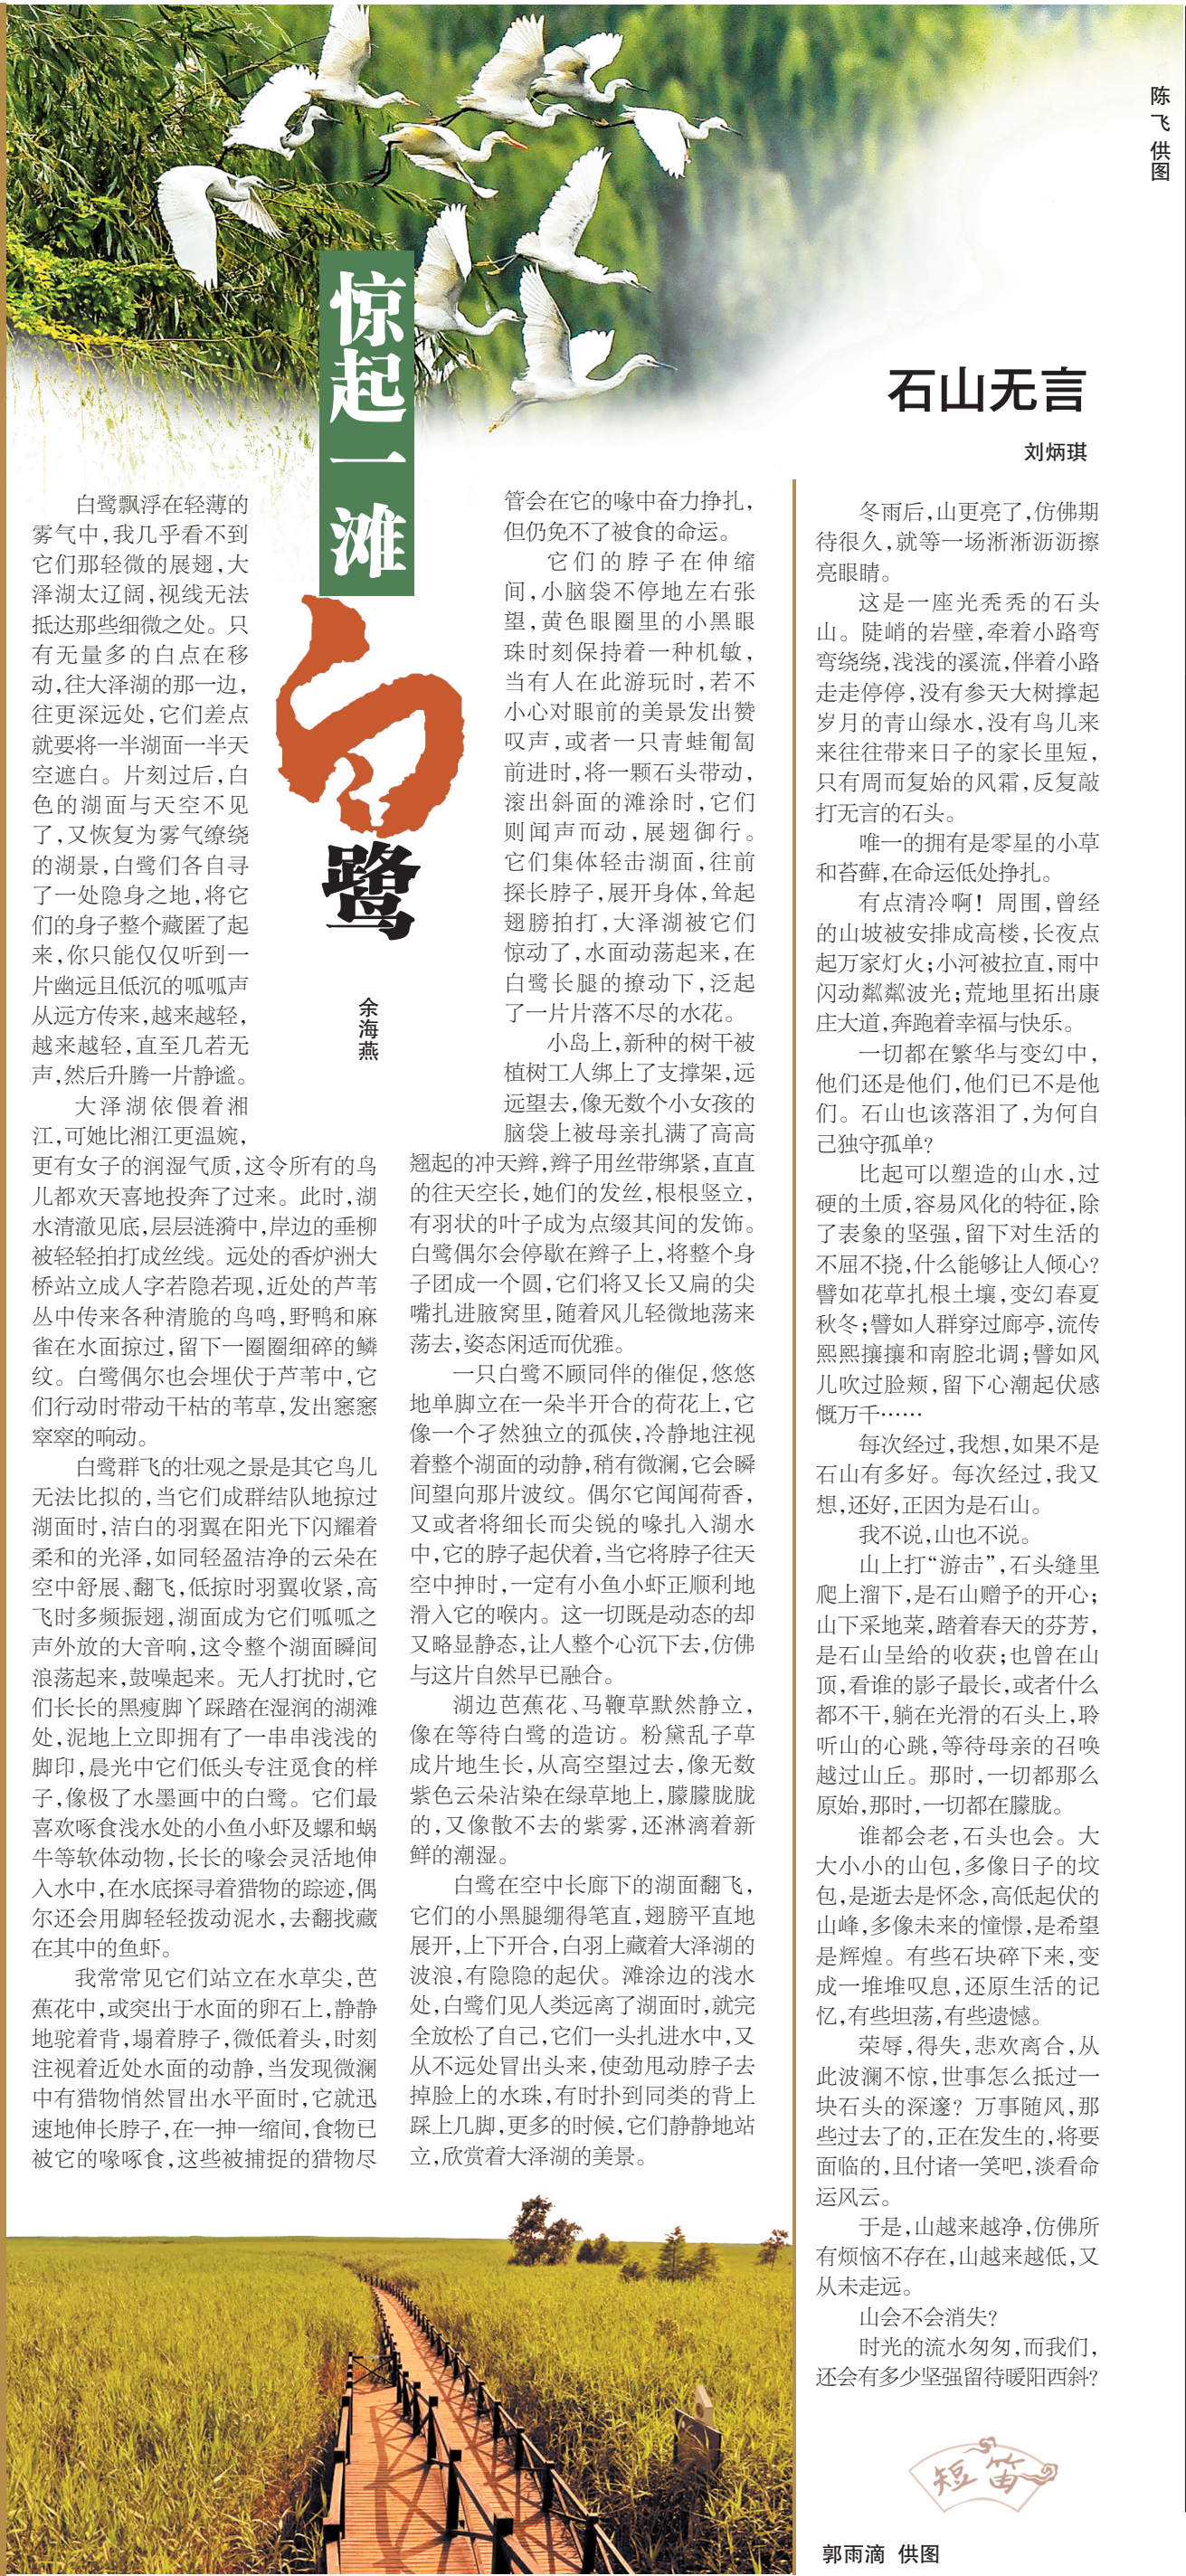 陈飞 供图
惊起一滩
白
鹭
余海燕
白鹭飘浮在轻薄的
雾气中,我几乎看不到
它们那轻微的展翅,大
泽湖太辽阔,视线无法
抵达那些细微之处。只
有无量多的白点在移
动,往大泽湖的那一边,
往更深远处,它们差点
就要将一半湖面一半天
空遮白。片刻过后,白
色的湖面与天空不见
了,又恢复为雾气缭绕
的湖景,白鹭们各自寻
了一处隐身之地,将它
们的身子整个藏匿了起
来,你只能仅仅听到一
片幽远且低沉的呱呱声
从远方传来,越来越轻,
越来越轻,直至几若无
声,然后升腾一片静谧。
大泽湖依偎着湘
江,可她比湘江更温婉,
更有女子的润湿气质,这令所有的鸟
儿都欢天喜地投奔了过来。此时,湖
水清澈见底,层层涟漪中,岸边的垂柳
被轻轻拍打成丝线。远处的香炉洲大
桥站立成人字若隐若现,近处的芦苇
丛中传来各种清脆的鸟鸣,野鸭和麻
雀在水面掠过,留下一圈圈细碎的鳞
纹。白鹭偶尔也会埋伏于芦苇中,它
们行动时带动干枯的苇草,发出窸窸
窣窣的响动。
白鹭群飞的壮观之景是其它鸟儿
无法比拟的,当它们成群结队地掠过
湖面时,洁白的羽翼在阳光下闪耀着
柔和的光泽,如同轻盈洁净的云朵在
空中舒展、翻飞,低掠时羽翼收紧,高
飞时多频振翅,湖面成为它们呱呱之
声外放的大音响,这令整个湖面瞬间
浪荡起来,鼓噪起来。无人打扰时,它
们长长的黑瘦脚丫踩踏在湿润的湖滩
处,泥地上立即拥有了一串串浅浅的
脚印,晨光中它们低头专注觅食的样
子,像极了水墨画中的白鹭。它们最
喜欢啄食浅水处的小鱼小虾及螺和蜗
牛等软体动物,长长的喙会灵活地伸
入水中,在水底探寻着猎物的踪迹,偶
尔还会用脚轻轻拨动泥水,去翻找藏
在其中的鱼虾。
我常常见它们站立在水草尖,芭
蕉花中,或突出于水面的卵石上,静静
地驼着背,塌着脖子,微低着头,时刻
注视着近处水面的动静,当发现微澜
中有猎物悄然冒出水平面时,它就迅
速地伸长脖子,在一抻一缩间,食物已
被它的喙啄食,这些被捕捉的猎物尽
管会在它的喙中奋力挣扎,
但仍免不了被食的命运。
它们的脖子在伸缩
间,小脑袋不停地左右张
望,黄色眼圈里的小黑眼
珠时刻保持着一种机敏,
当有人在此游玩时,若不
小心对眼前的美景发出赞
叹声,或者一只青蛙匍匐
前进时,将一颗石头带动,
滚出斜面的滩涂时,它们
则闻声而动,展翅御行。
它们集体轻击湖面,往前
探长脖子,展开身体,耸起
翅膀拍打,大泽湖被它们
惊动了,水面动荡起来,在
白鹭长腿的撩动下,泛起
了一片片落不尽的水花。
小岛上,新种的树干被
植树工人绑上了支撑架,远
远望去,像无数个小女孩的
脑袋上被母亲扎满了高高
翘起的冲天辫,辫子用丝带绑紧,直直
的往天空长,她们的发丝,根根竖立,
有羽状的叶子成为点缀其间的发饰。
白鹭偶尔会停歇在辫子上,将整个身
子团成一个圆,它们将又长又扁的尖
嘴扎进腋窝里,随着风儿轻微地荡来
荡去,姿态闲适而优雅。
一只白鹭不顾同伴的催促,悠悠
地单脚立在一朵半开合的荷花上,它
像一个孑然独立的孤侠,冷静地注视
着整个湖面的动静,稍有微澜,它会瞬
间望向那片波纹。偶尔它闻闻荷香,
又或者将细长而尖锐的喙扎入湖水
中,它的脖子起伏着,当它将脖子往天
空中抻时,一定有小鱼小虾正顺利地
滑入它的喉内。这一切既是动态的却
又略显静态,让人整个心沉下去,仿佛
与这片自然早已融合。
湖边芭蕉花、马鞭草默然静立,
像在等待白鹭的造访。粉黛乱子草
成片地生长,从高空望过去,像无数
紫色云朵沾染在绿草地上,朦朦胧胧
的,又像散不去的紫雾,还淋漓着新
鲜的潮湿。
白鹭在空中长廊下的湖面翻飞,
它们的小黑腿绷得笔直,翅膀平直地
展开,上下开合,白羽上藏着大泽湖的
波浪,有隐隐的起伏。滩涂边的浅水
处,白鹭们见人类远离了湖面时,就完
全放松了自己,它们一头扎进水中,又
从不远处冒出头来,使劲甩动脖子去
掉脸上的水珠,有时扑到同类的背上
踩上几脚,更多的时候,它们静静地站
立,欣赏着大泽湖的美景。
石山无言
刘炳琪
冬雨后,山更亮了,仿佛期
待很久,就等一场淅淅沥沥擦
亮眼睛。
这是一座光秃秃的石头
山。陡峭的岩壁,牵着小路弯
弯绕绕,浅浅的溪流,伴着小路
走走停停,没有参天大树撑起
岁月的青山绿水,没有鸟儿来
来往往带来日子的家长里短,
只有周而复始的风霜,反复敲
打无言的石头。
唯一的拥有是零星的小草
和苔藓,在命运低处挣扎。
有点清冷啊!周围,曾经
的山坡被安排成高楼,长夜点
起万家灯火;小河被拉直,雨中
闪动粼粼波光;荒地里拓出康
庄大道,奔跑着幸福与快乐。
一切都在繁华与变幻中,
他们还是他们,他们已不是他
们。石山也该落泪了,为何自
己独守孤单?
比起可以塑造的山水,过
硬的土质,容易风化的特征,除
了表象的坚强,留下对生活的
不屈不挠,什么能够让人倾心?
譬如花草扎根土壤,变幻春夏
秋冬;譬如人群穿过廊亭,流传
熙熙攘攘和南腔北调;譬如风
儿吹过脸颊,留下心潮起伏感
慨万千……
每次经过,我想,如果不是
石山有多好。每次经过,我又
想,还好,正因为是石山。
我不说,山也不说。
山上打“游击”,石头缝里
爬上溜下,是石山赠予的开心;
山下采地菜,踏着春天的芬芳,
是石山呈给的收获;也曾在山
顶,看谁的影子最长,或者什么
都不干,躺在光滑的石头上,聆
听山的心跳,等待母亲的召唤
越过山丘。那时,一切都那么
原始,那时,一切都在朦胧。
谁都会老,石头也会。大
大小小的山包,多像日子的坟
包,是逝去是怀念,高低起伏的
山峰,多像未来的憧憬,是希望
是辉煌。有些石块碎下来,变
成一堆堆叹息,还原生活的记
忆,有些坦荡,有些遗憾。
荣辱,得失,悲欢离合,从
此波澜不惊,世事怎么抵过一
块石头的深邃?万事随风,那
些过去了的,正在发生的,将要
面临的,且付诸一笑吧,淡看命
运风云。
于是,山越来越净,仿佛所
有烦恼不存在,山越来越低,又
从未走远。
山会不会消失?
时光的流水匆匆,而我们,
还会有多少坚强留待暖阳西斜?
短笛
郭雨滴 供图